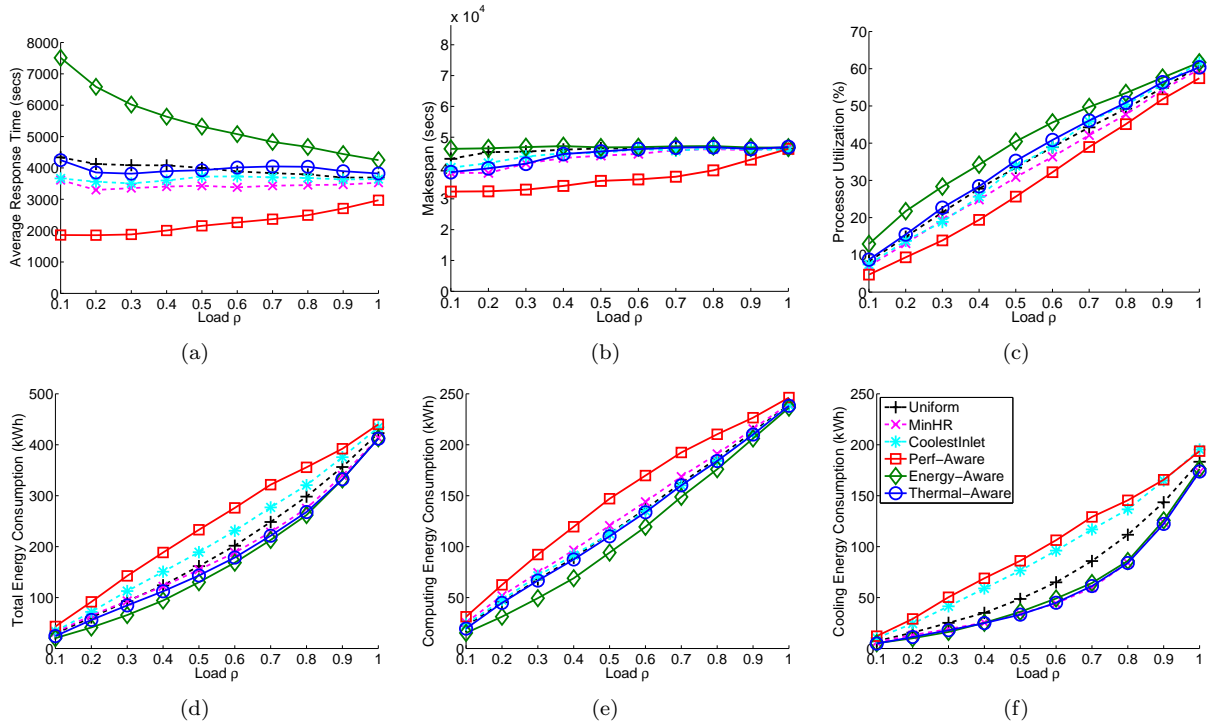 8000
7000
6000
5000
4000
3000
2000
1000
0
Average Response Time (secs)
0.1 0.2 0.3 0.4 0.5 0.6 0.7 0.8 0.9 1
Load ρ
(a)
x 10^4
8
7
6
5
4
3
2
1
0
Makespan (secs)
0.1 0.2 0.3 0.4 0.5 0.6 0.7 0.8 0.9 1
Load ρ
(b)
70
60
50
40
30
20
10
0
Processor Utilization (%)
0.1 0.2 0.3 0.4 0.5 0.6 0.7 0.8 0.9 1
Load ρ
(c)
500
400
300
200
100
0
Total Energy Consumption (kWh)
0.1 0.2 0.3 0.4 0.5 0.6 0.7 0.8 0.9 1
Load ρ
(d)
250
200
150
100
50
0
Computing Energy Consumption (kWh)
0.1 0.2 0.3 0.4 0.5 0.6 0.7 0.8 0.9 1
Load ρ
(e)
250
200
150
100
50
0
Cooling Energy Consumption (kWh)
Uniform
MinHR
CoolestInlet
Perf−Aware
Energy−Aware
Thermal−Aware
0.1 0.2 0.3 0.4 0.5 0.6 0.7 0.8 0.9 1
Load ρ
(f)